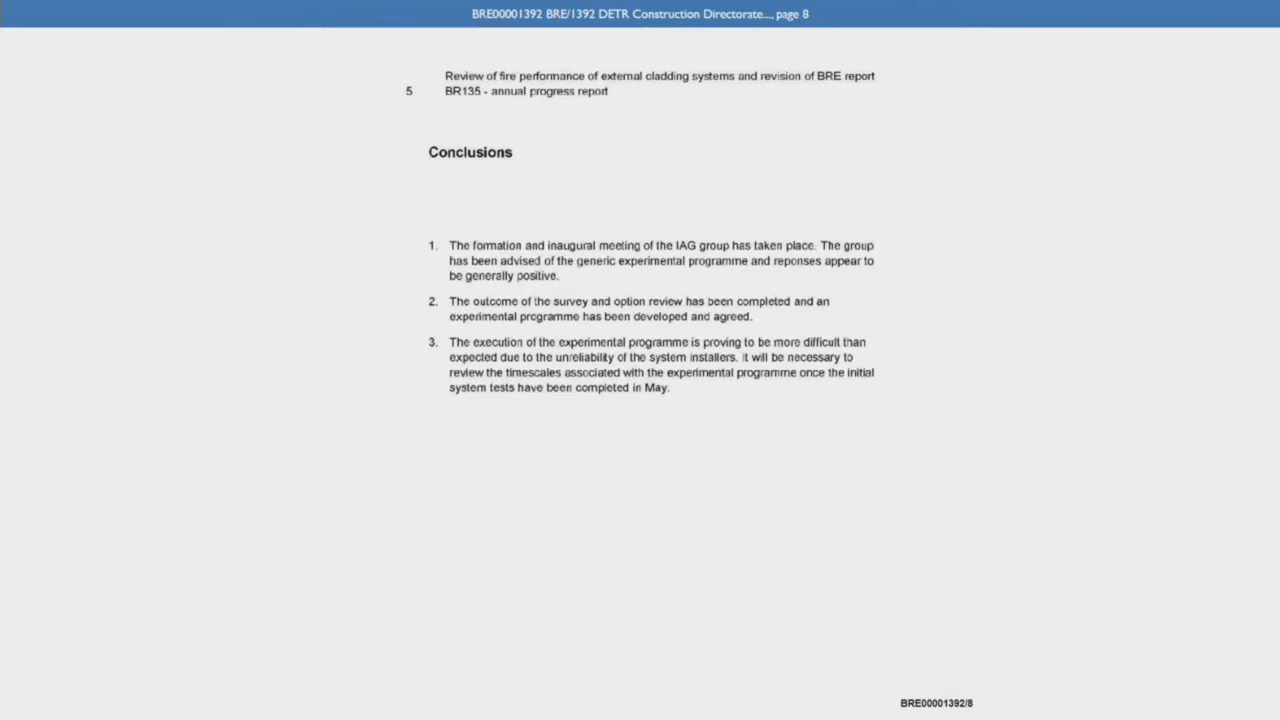 BRE00001392 BRE/1392 DETR Construction Directorate..., page 8
Review of fire performance of external cladding systems and revision of BRE report
5 BR135 - annual progress report
Conclusions
1. The formation and inaugural meeting of the IAG group has taken place. The group
has been advised of the generic experimental programme and reponses appear to
be generally positive.
2. The outcome of the survey and option review has been completed and an
experimental programme has been developed and agreed.
3. The execution of the experimental programme is proving to be more difficult than
expected due to the unreliability of the system installers. It will be necessary to
review the timescales associated with the experimental programme once the initial
system tests have been completed in May.
BRE00001392/8